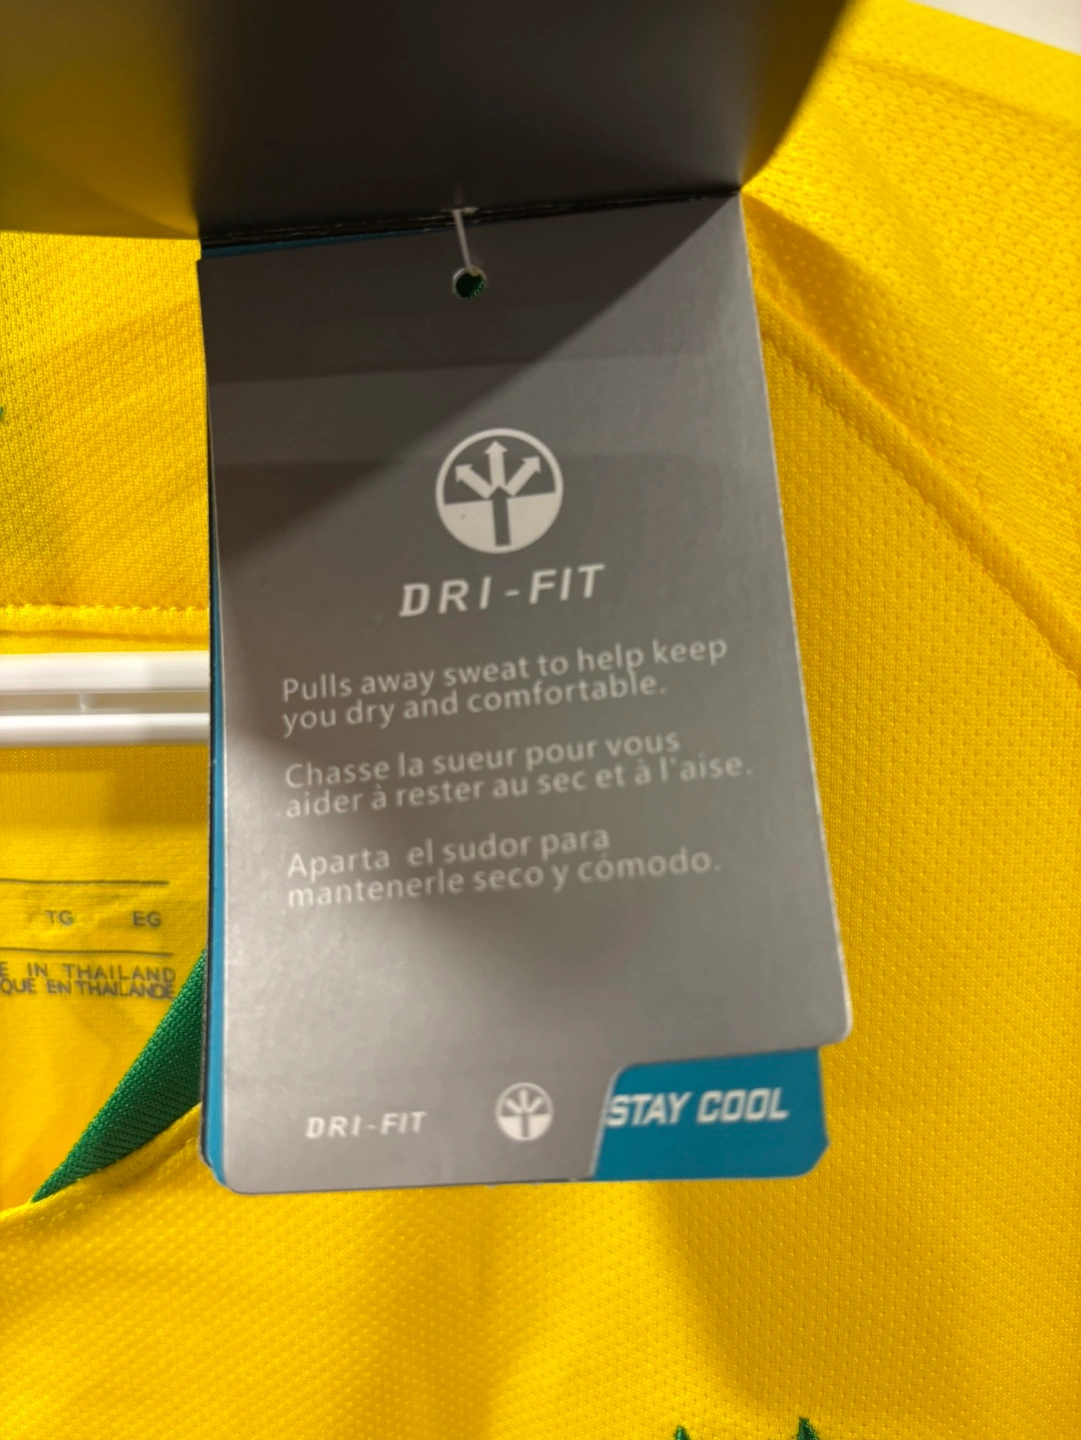 DRI-FIT
Pulls away sweat to help keep
you dry and comfortable.
Chasse la sueur pour vous
aider à rester au sec et à l'aise.
Aparta el sudor para
mantenerle seco y cómodo.
TG EG
E IN THAILAND
QUE EN THAILANDE
DRI-FIT
STAY COOL